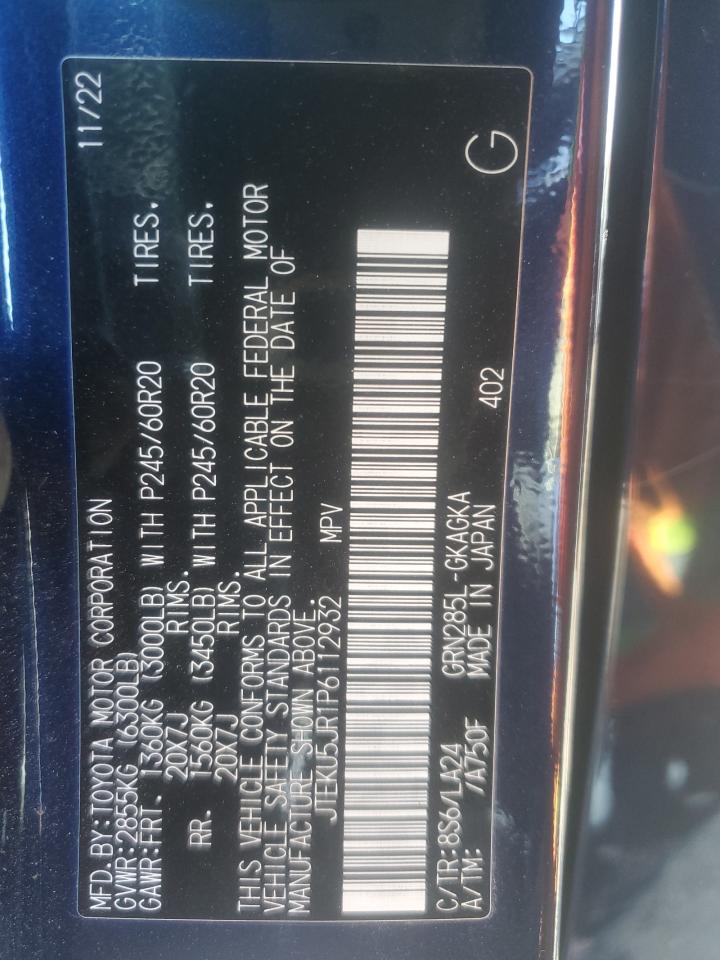 MFD.BY:TOYOTA MOTOR CORPORATION 11/22
GVWR:2855KG (6300LB)
GAWR:FRT. 1360KG (3000LB) WITH P245/60R20 TIRES.
20X7J RIMS.
RR. 1560KG (3450LB) WITH P245/60R20 TIRES.
20X7J RIMS.
THIS VEHICLE CONFORMS TO ALL APPLICABLE FEDERAL MOTOR
VEHICLE SAFETY STANDARDS IN EFFECT ON THE DATE OF
MANUFACTURE SHOWN ABOVE.
JTEKU5JR1P6112932 MPV
C/TR:8S6/LA24 GRN285L-GKAGKA
A/TM: /A750F MADE IN JAPAN 402 G